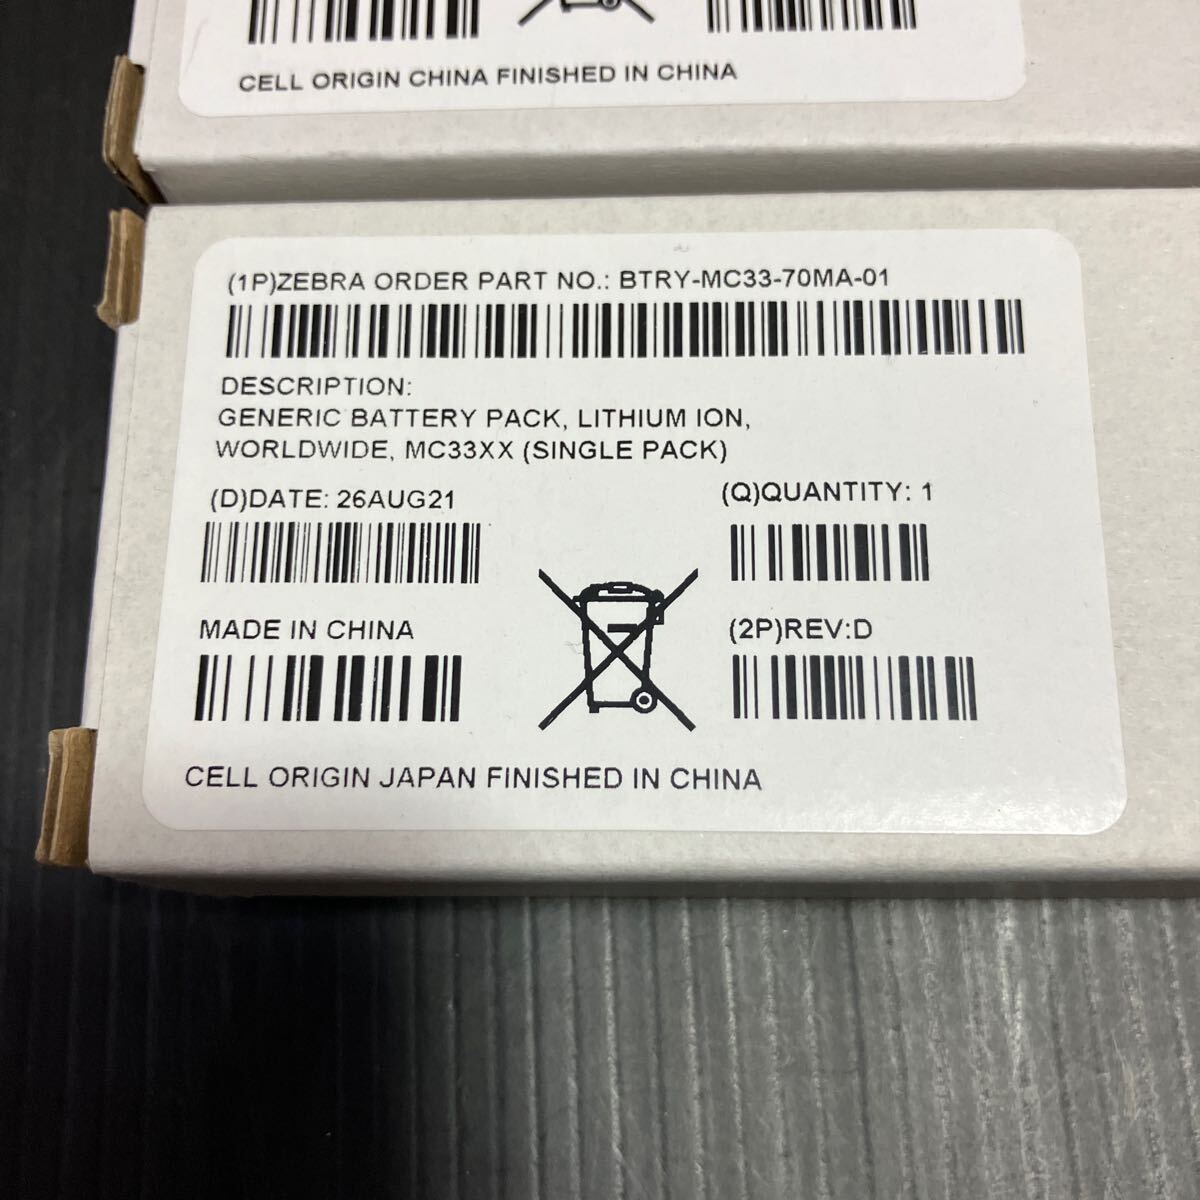 CELL ORIGIN CHINA FINISHED IN CHINA
(1P)ZEBRA ORDER PART NO.: BTRY-MC33-70MA-01
DESCRIPTION:
GENERIC BATTERY PACK, LITHIUM ION,
WORLDWIDE, MC33XX (SINGLE PACK)
(D)DATE: 26AUG21
(Q)QUANTITY: 1
MADE IN CHINA
(2P)REV:D
CELL ORIGIN JAPAN FINISHED IN CHINA